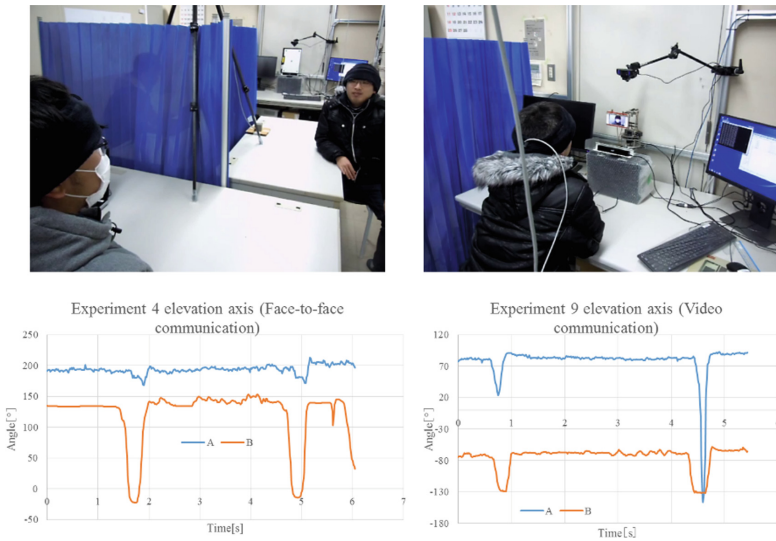 Experiment 4 elevation axis (Face-to-face
communication)
250
200
150
100
50
0
-50
Angle[°]
A
B
0 1 2 3 4 5 6 7
Time[s]
Experiment 9 elevation axis (Video
communication)
120
70
20
-30
-80
-130
-180
Angle[°]
0 1 2 3 4 5
A
B
Time[s]